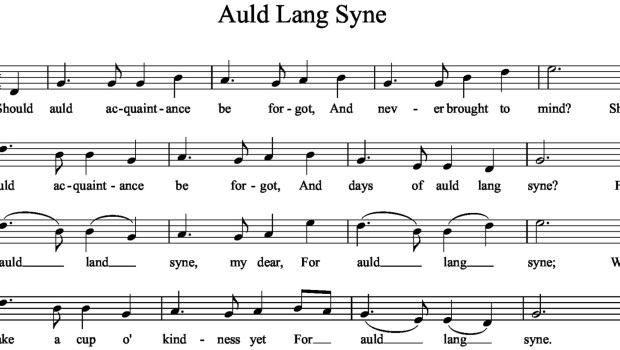 Auld Lang Syne
Should auld ac-quaint-ance be for-got, And nev-er brought to mind? Sh
uld ac-quaint-ance be for-got, And days of auld lang syne? F
auld land syne, my dear, For auld lang syne; W
ake a cup o' kind-ness yet For auld lang syne.